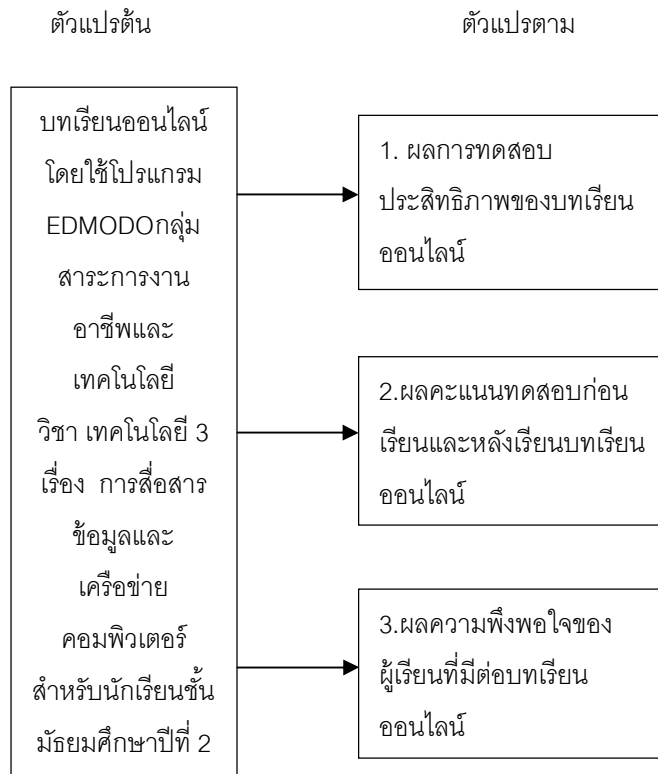 ตัวแปรต้น
ตัวแปรตาม
บทเรียนออนไลน์
โดยใช้โปรแกรม
EDMODOกลุ่ม
สาระการงาน
อาชีพและ
เทคโนโลยี
วิชา เทคโนโลยี 3
เรื่อง การสื่อสาร
ข้อมูลและ
เครือข่าย
คอมพิวเตอร์
สำหรับนักเรียนชั้น
มัธยมศึกษาปีที่ 2
1. ผลการทดสอบ
ประสิทธิภาพของบทเรียน
ออนไลน์
2.ผลคะแนนทดสอบก่อน
เรียนและหลังเรียนบทเรียน
ออนไลน์
3.ผลความพึงพอใจของ
ผู้เรียนที่มีต่อบทเรียน
ออนไลน์